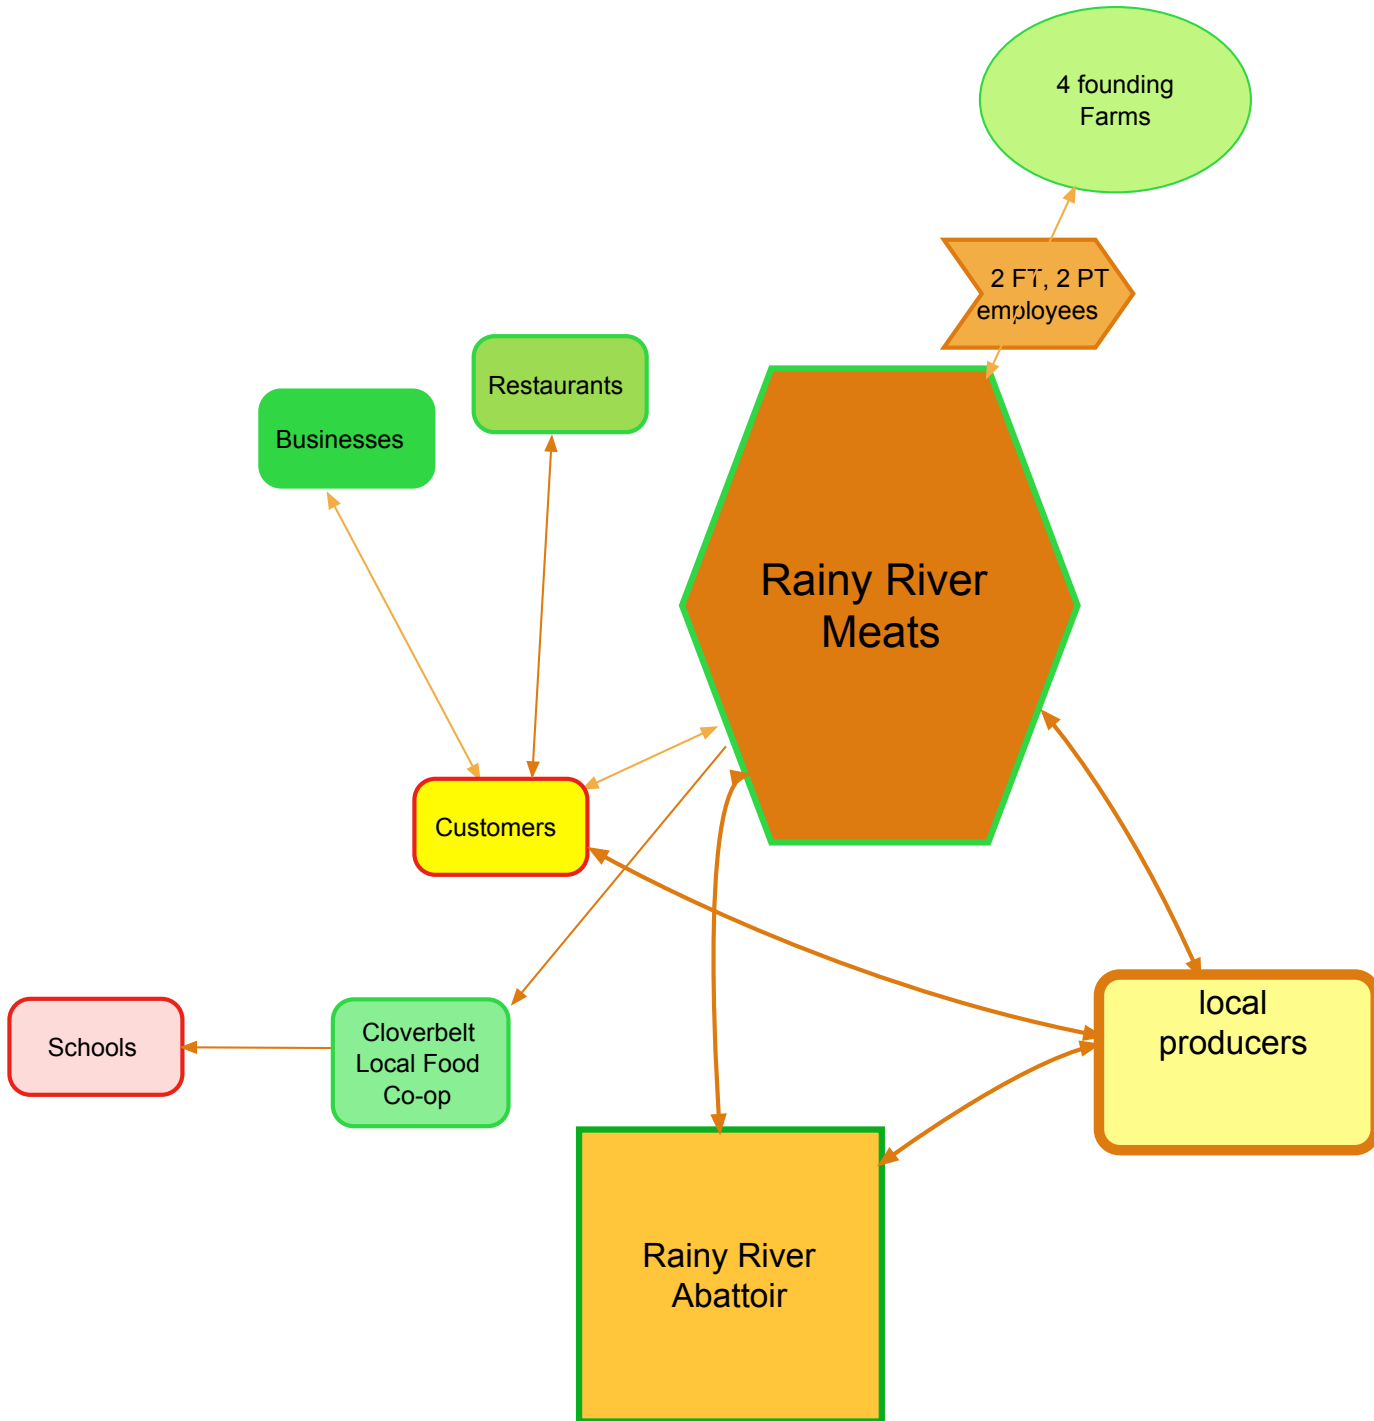 4 founding
Farms
2 FT, 2 PT
employees
Restaurants
Businesses
Rainy River
Meats
Customers
local
producers
Schools
Cloverbelt
Local Food
Co-op
Rainy River
Abattoir